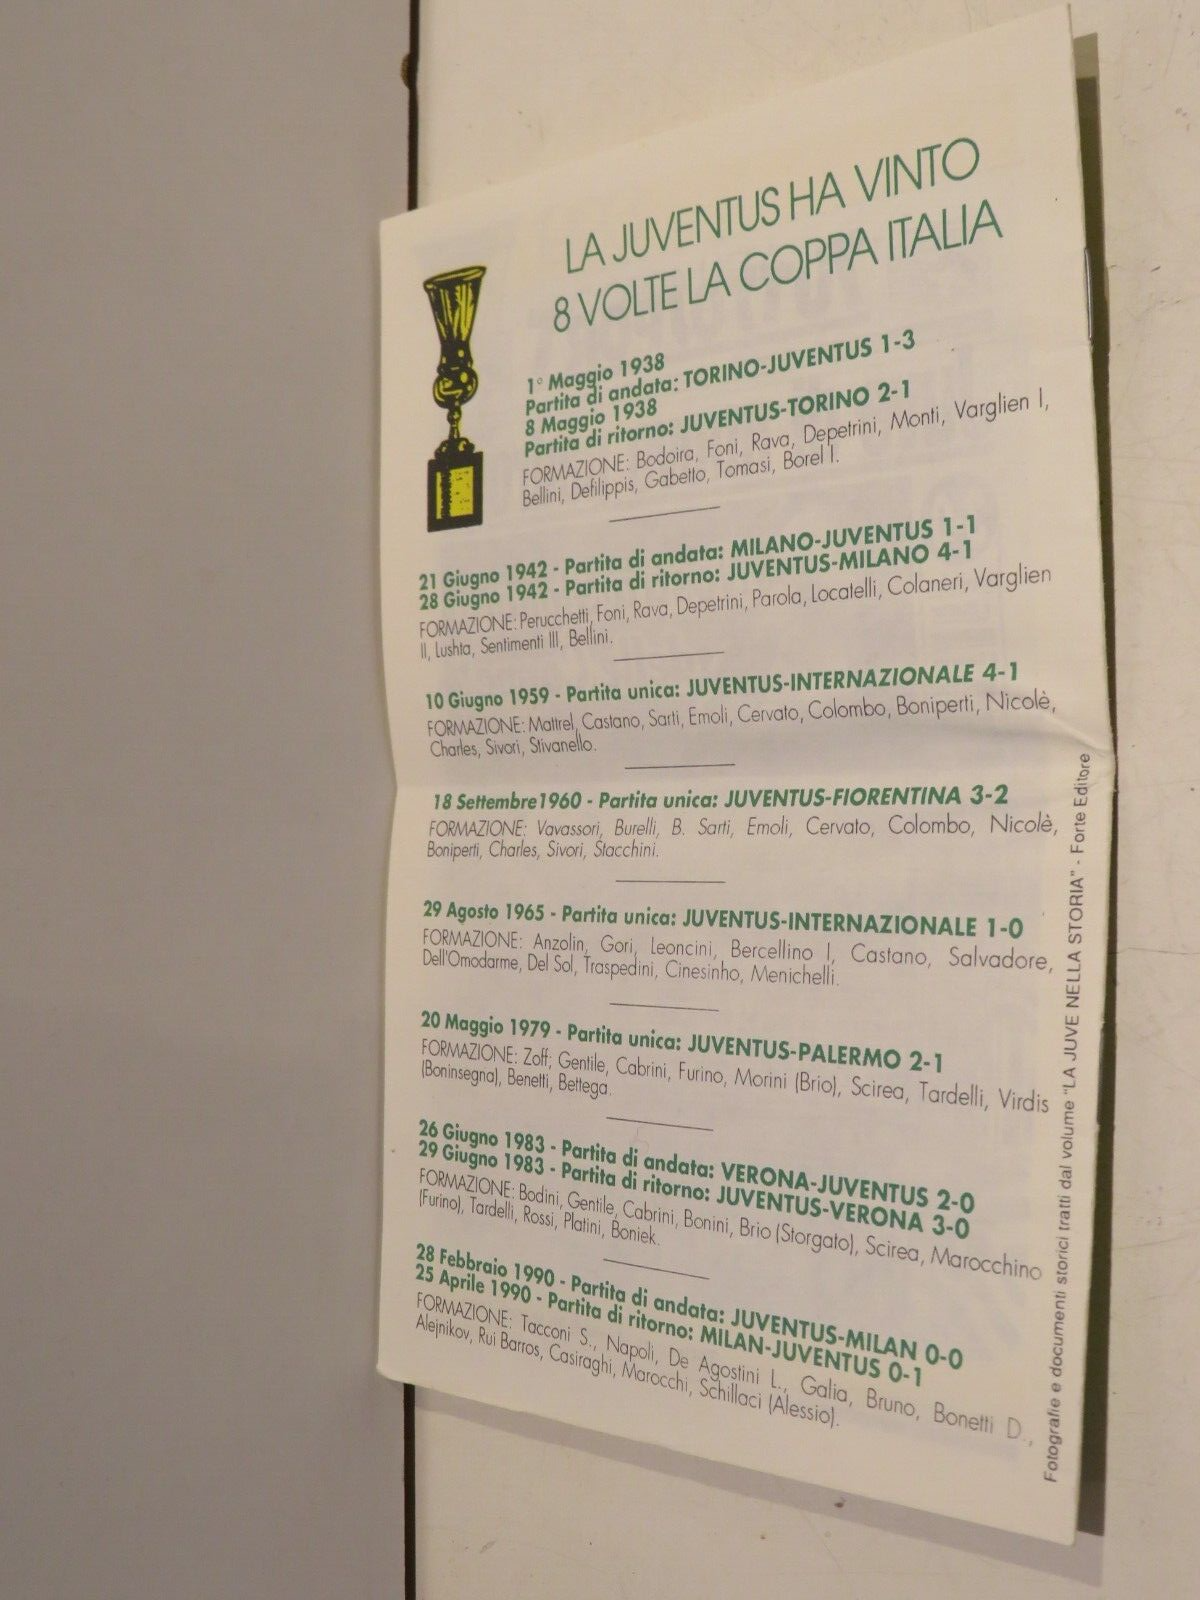 LA JUVENTUS HA VINTO
8 VOLTE LA COPPA ITALIA
1° Maggio 1938
Partita di andata: TORINO-JUVENTUS 1-3
8 Maggio 1938
Partita di ritorno: JUVENTUS-TORINO 2-1
FORMAZIONE: Bodoira, Foni, Rava, Depetrini, Monti, Varglien I,
Bellini, Defilippis, Gabetto, Tomasi, Borel I.
21 Giugno 1942 - Partita di andata: MILANO-JUVENTUS 1-1
28 Giugno 1942 - Partita di ritorno: JUVENTUS-MILANO 4-1
FORMAZIONE: Perucchetti, Foni, Rava, Depetrini, Parola, Locatelli, Colaneri, Varglien
II, Lushta, Sentimenti III, Bellini.
10 Giugno 1959 - Partita unica: JUVENTUS-INTERNAZIONALE 4-1
FORMAZIONE: Mattrel, Castano, Sarti, Emoli, Cervato, Colombo, Boniperti, Nicolè,
Charles, Sivori, Stivanello.
18 Settembre1960 - Partita unica: JUVENTUS-FIORENTINA 3-2
FORMAZIONE: Vavassori, Burelli, B. Sarti, Emoli, Cervato, Colombo, Nicolè,
Boniperti, Charles, Sivori, Stacchini.
29 Agosto 1965 - Partita unica: JUVENTUS-INTERNAZIONALE 1-0
FORMAZIONE: Anzolin, Gori, Leoncini, Bercellino I, Castano, Salvadore,
Dell'Omodarme, Del Sol, Traspedini, Cinesinho, Menichelli.
20 Maggio 1979 - Partita unica: JUVENTUS-PALERMO 2-1
FORMAZIONE: Zoff; Gentile, Cabrini, Furino, Morini (Brio), Scirea, Tardelli, Virdis
(Boninsegna), Benetti, Bettega.
26 Giugno 1983 - Partita di andata: VERONA-JUVENTUS 2-0
29 Giugno 1983 - Partita di ritorno: JUVENTUS-VERONA 3-0
FORMAZIONE: Bodini, Gentile, Cabrini, Bonini, Brio (Storgato), Scirea, Marocchino
(Furino), Tardelli, Rossi, Platini, Boniek.
28 Febbraio 1990 - Partita di andata: JUVENTUS-MILAN 0-0
25 Aprile 1990 - Partita di ritorno: MILAN-JUVENTUS 0-1
FORMAZIONE: Tacconi S., Napoli, De Agostini L., Galia, Bruno, Bonetti D.,
Alejnikov, Rui Barros, Casiraghi, Marocchi, Schillaci (Alessio).
Fotografie e documenti storici tratti dal volume "LA JUVE NELLA STORIA" - Forte Editore